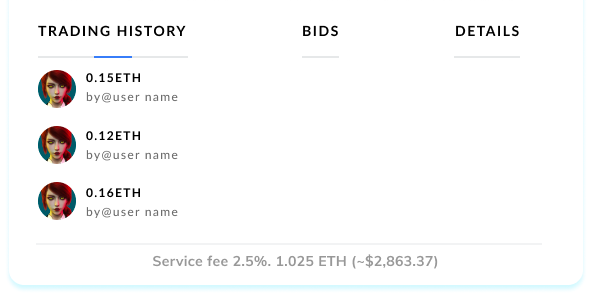 TRADING HISTORY
BIDS
DETAILS
0.15ETH
by@user name
0.12ETH
by@user name
0.16ETH
by@user name
Service fee 2.5%. 1.025 ETH (~$2,863.37)